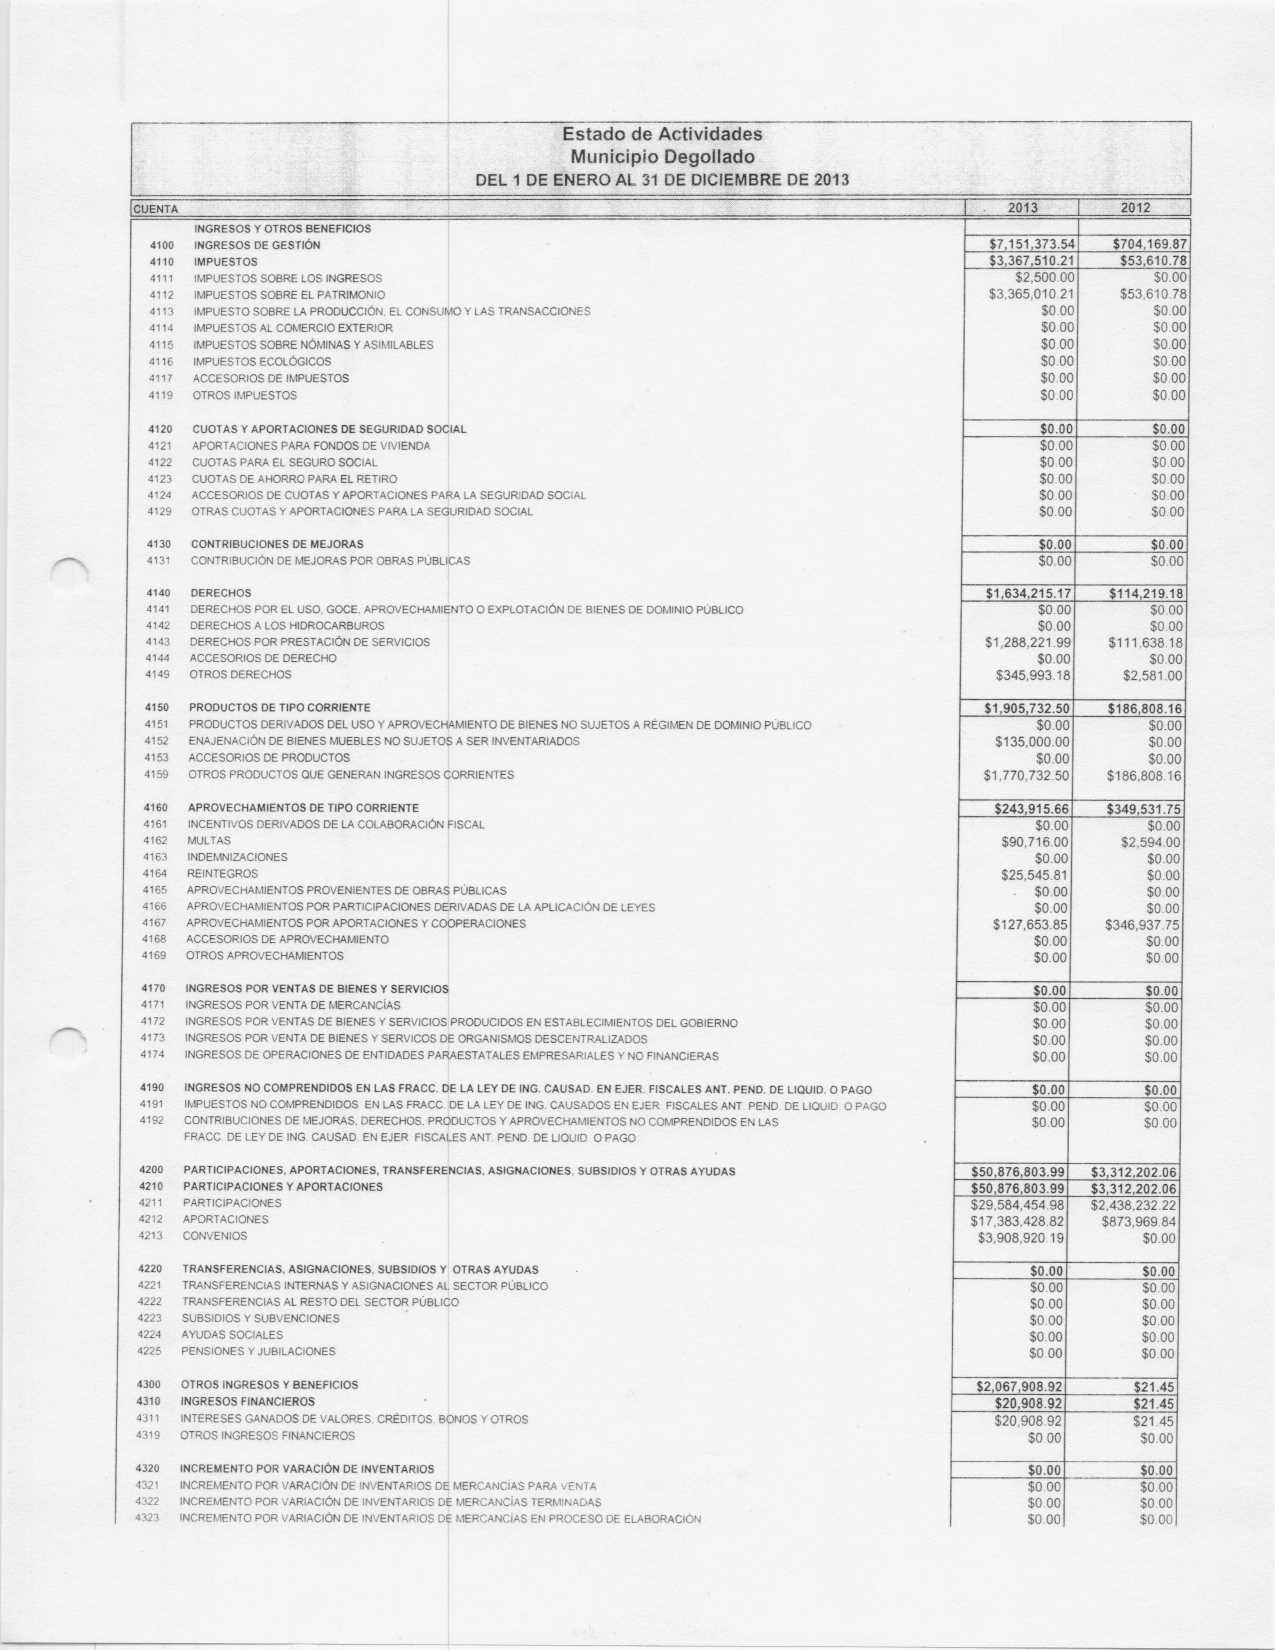 Estado de Actividades
Municipio Degollado
DEL 1 DE ENERO AL 31 DE DICIEMBRE DE 2013
CUENTA 2013 2012
INGRESOS Y OTROS BENEFICIOS
4100 INGRESOS DE GESTIÓN $7,151,373.54 $704,169.87
4110 IMPUESTOS $3,367,510.21 $53,610.78
4111 IMPUESTOS SOBRE LOS INGRESOS $2,500.00 $0.00
4112 IMPUESTOS SOBRE EL PATRIMONIO $3,365,010.21 $53,610.78
4113 IMPUESTO SOBRE LA PRODUCCIÓN, EL CONSUMO Y LAS TRANSACCIONES $0.00 $0.00
4114 IMPUESTOS AL COMERCIO EXTERIOR $0.00 $0.00
4115 IMPUESTOS SOBRE NÓMINAS Y ASIMILABLES $0.00 $0.00
4116 IMPUESTOS ECOLÓGICOS $0.00 $0.00
4117 ACCESORIOS DE IMPUESTOS $0.00 $0.00
4119 OTROS IMPUESTOS $0.00 $0.00
4120 CUOTAS Y APORTACIONES DE SEGURIDAD SOCIAL $0.00 $0.00
4121 APORTACIONES PARA FONDOS DE VIVIENDA $0.00 $0.00
4122 CUOTAS PARA EL SEGURO SOCIAL $0.00 $0.00
4123 CUOTAS DE AHORRO PARA EL RETIRO $0.00 $0.00
4124 ACCESORIOS DE CUOTAS Y APORTACIONES PARA LA SEGURIDAD SOCIAL $0.00 $0.00
4129 OTRAS CUOTAS Y APORTACIONES PARA LA SEGURIDAD SOCIAL $0.00 $0.00
4130 CONTRIBUCIONES DE MEJORAS $0.00 $0.00
4131 CONTRIBUCIÓN DE MEJORAS POR OBRAS PÚBLICAS $0.00 $0.00
4140 DERECHOS $1,634,215.17 $114,219.18
4141 DERECHOS POR EL USO, GOCE, APROVECHAMIENTO O EXPLOTACIÓN DE BIENES DE DOMINIO PÚBLICO $0.00 $0.00
4142 DERECHOS A LOS HIDROCARBUROS $0.00 $0.00
4143 DERECHOS POR PRESTACIÓN DE SERVICIOS $1,288,221.99 $111,638.18
4144 ACCESORIOS DE DERECHO $0.00 $0.00
4149 OTROS DERECHOS $345,993.18 $2,581.00
4150 PRODUCTOS DE TIPO CORRIENTE $1,905,732.50 $186,808.16
4151 PRODUCTOS DERIVADOS DEL USO Y APROVECHAMIENTO DE BIENES NO SUJETOS A RÉGIMEN DE DOMINIO PÚBLICO $0.00 $0.00
4152 ENAJENACIÓN DE BIENES MUEBLES NO SUJETOS A SER INVENTARIADOS $135,000.00 $0.00
4153 ACCESORIOS DE PRODUCTOS $0.00 $0.00
4159 OTROS PRODUCTOS QUE GENERAN INGRESOS CORRIENTES $1,770,732.50 $186,808.16
4160 APROVECHAMIENTOS DE TIPO CORRIENTE $243,915.66 $349,531.75
4161 INCENTIVOS DERIVADOS DE LA COLABORACIÓN FISCAL $0.00 $0.00
4162 MULTAS $90,716.00 $2,594.00
4163 INDEMNIZACIONES $0.00 $0.00
4164 REINTEGROS $25,545.81 $0.00
4165 APROVECHAMIENTOS PROVENIENTES DE OBRAS PÚBLICAS $0.00 $0.00
4166 APROVECHAMIENTOS POR PARTICIPACIONES DERIVADAS DE LA APLICACIÓN DE LEYES $0.00 $0.00
4167 APROVECHAMIENTOS POR APORTACIONES Y COOPERACIONES $127,653.85 $346,937.75
4168 ACCESORIOS DE APROVECHAMIENTO $0.00 $0.00
4169 OTROS APROVECHAMIENTOS $0.00 $0.00
4170 INGRESOS POR VENTAS DE BIENES Y SERVICIOS $0.00 $0.00
4171 INGRESOS POR VENTA DE MERCANCÍAS $0.00 $0.00
4172 INGRESOS POR VENTAS DE BIENES Y SERVICIOS PRODUCIDOS EN ESTABLECIMIENTOS DEL GOBIERNO $0.00 $0.00
4173 INGRESOS POR VENTA DE BIENES Y SERVICOS DE ORGANISMOS DESCENTRALIZADOS $0.00 $0.00
4174 INGRESOS DE OPERACIONES DE ENTIDADES PARAESTATALES EMPRESARIALES Y NO FINANCIERAS $0.00 $0.00
4190 INGRESOS NO COMPRENDIDOS EN LAS FRACC. DE LA LEY DE ING. CAUSAD. EN EJER. FISCALES ANT. PEND. DE LIQUID. O PAGO $0.00 $0.00
4191 IMPUESTOS NO COMPRENDIDOS EN LAS FRACC. DE LA LEY DE ING. CAUSADOS EN EJER. FISCALES ANT. PEND. DE LIQUID. O PAGO $0.00 $0.00
4192 CONTRIBUCIONES DE MEJORAS, DERECHOS, PRODUCTOS Y APROVECHAMIENTOS NO COMPRENDIDOS EN LAS $0.00 $0.00
FRACC. DE LEY DE ING. CAUSAD. EN EJER. FISCALES ANT. PEND. DE LIQUID. O PAGO
4200 PARTICIPACIONES, APORTACIONES, TRANSFERENCIAS, ASIGNACIONES, SUBSIDIOS Y OTRAS AYUDAS $50,876,803.99 $3,312,202.06
4210 PARTICIPACIONES Y APORTACIONES $50,876,803.99 $3,312,202.06
4211 PARTICIPACIONES $29,584,454.98 $2,438,232.22
4212 APORTACIONES $17,383,428.82 $873,969.84
4213 CONVENIOS $3,908,920.19 $0.00
4220 TRANSFERENCIAS, ASIGNACIONES, SUBSIDIOS Y OTRAS AYUDAS $0.00 $0.00
4221 TRANSFERENCIAS INTERNAS Y ASIGNACIONES AL SECTOR PÚBLICO $0.00 $0.00
4222 TRANSFERENCIAS AL RESTO DEL SECTOR PÚBLICO $0.00 $0.00
4223 SUBSIDIOS Y SUBVENCIONES $0.00 $0.00
4224 AYUDAS SOCIALES $0.00 $0.00
4225 PENSIONES Y JUBILACIONES $0.00 $0.00
4300 OTROS INGRESOS Y BENEFICIOS $2,067,908.92 $21.45
4310 INGRESOS FINANCIEROS $20,908.92 $21.45
4311 INTERESES GANADOS DE VALORES, CRÉDITOS, BONOS Y OTROS $20,908.92 $21.45
4319 OTROS INGRESOS FINANCIEROS $0.00 $0.00
4320 INCREMENTO POR VARACIÓN DE INVENTARIOS $0.00 $0.00
4321 INCREMENTO POR VARACIÓN DE INVENTARIOS DE MERCANCÍAS PARA VENTA $0.00 $0.00
4322 INCREMENTO POR VARIACIÓN DE INVENTARIOS DE MERCANCÍAS TERMINADAS $0.00 $0.00
4323 INCREMENTO POR VARIACIÓN DE INVENTARIOS DE MERCANCÍAS EN PROCESO DE ELABORACIÓN $0.00 $0.00